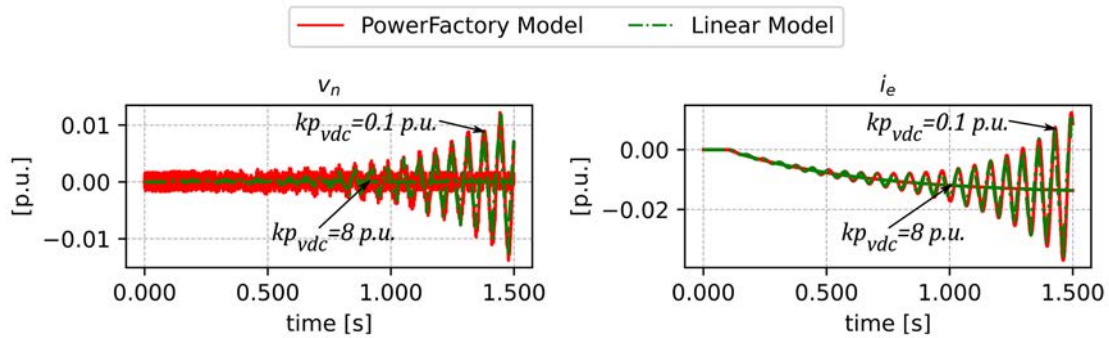 PowerFactory Model
Linear Model
v_n
[p.u.]
0.01
0.00
−0.01
kp_vdc=0.1 p.u.
kp_vdc=8 p.u.
0.000
0.500
1.000
1.500
time [s]
i_e
[p.u.]
0.00
−0.02
kp_vdc=0.1 p.u.
kp_vdc=8 p.u.
0.000
0.500
1.000
1.500
time [s]